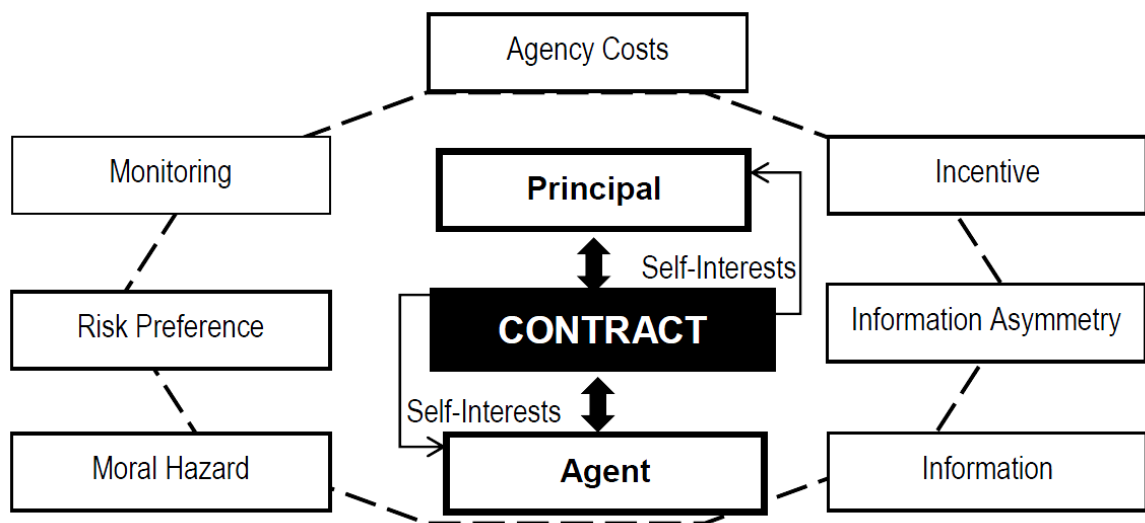 Agency Costs
Monitoring
Principal
Incentive
Self-Interests
Risk Preference
CONTRACT
Information Asymmetry
Self-Interests
Moral Hazard
Agent
Information